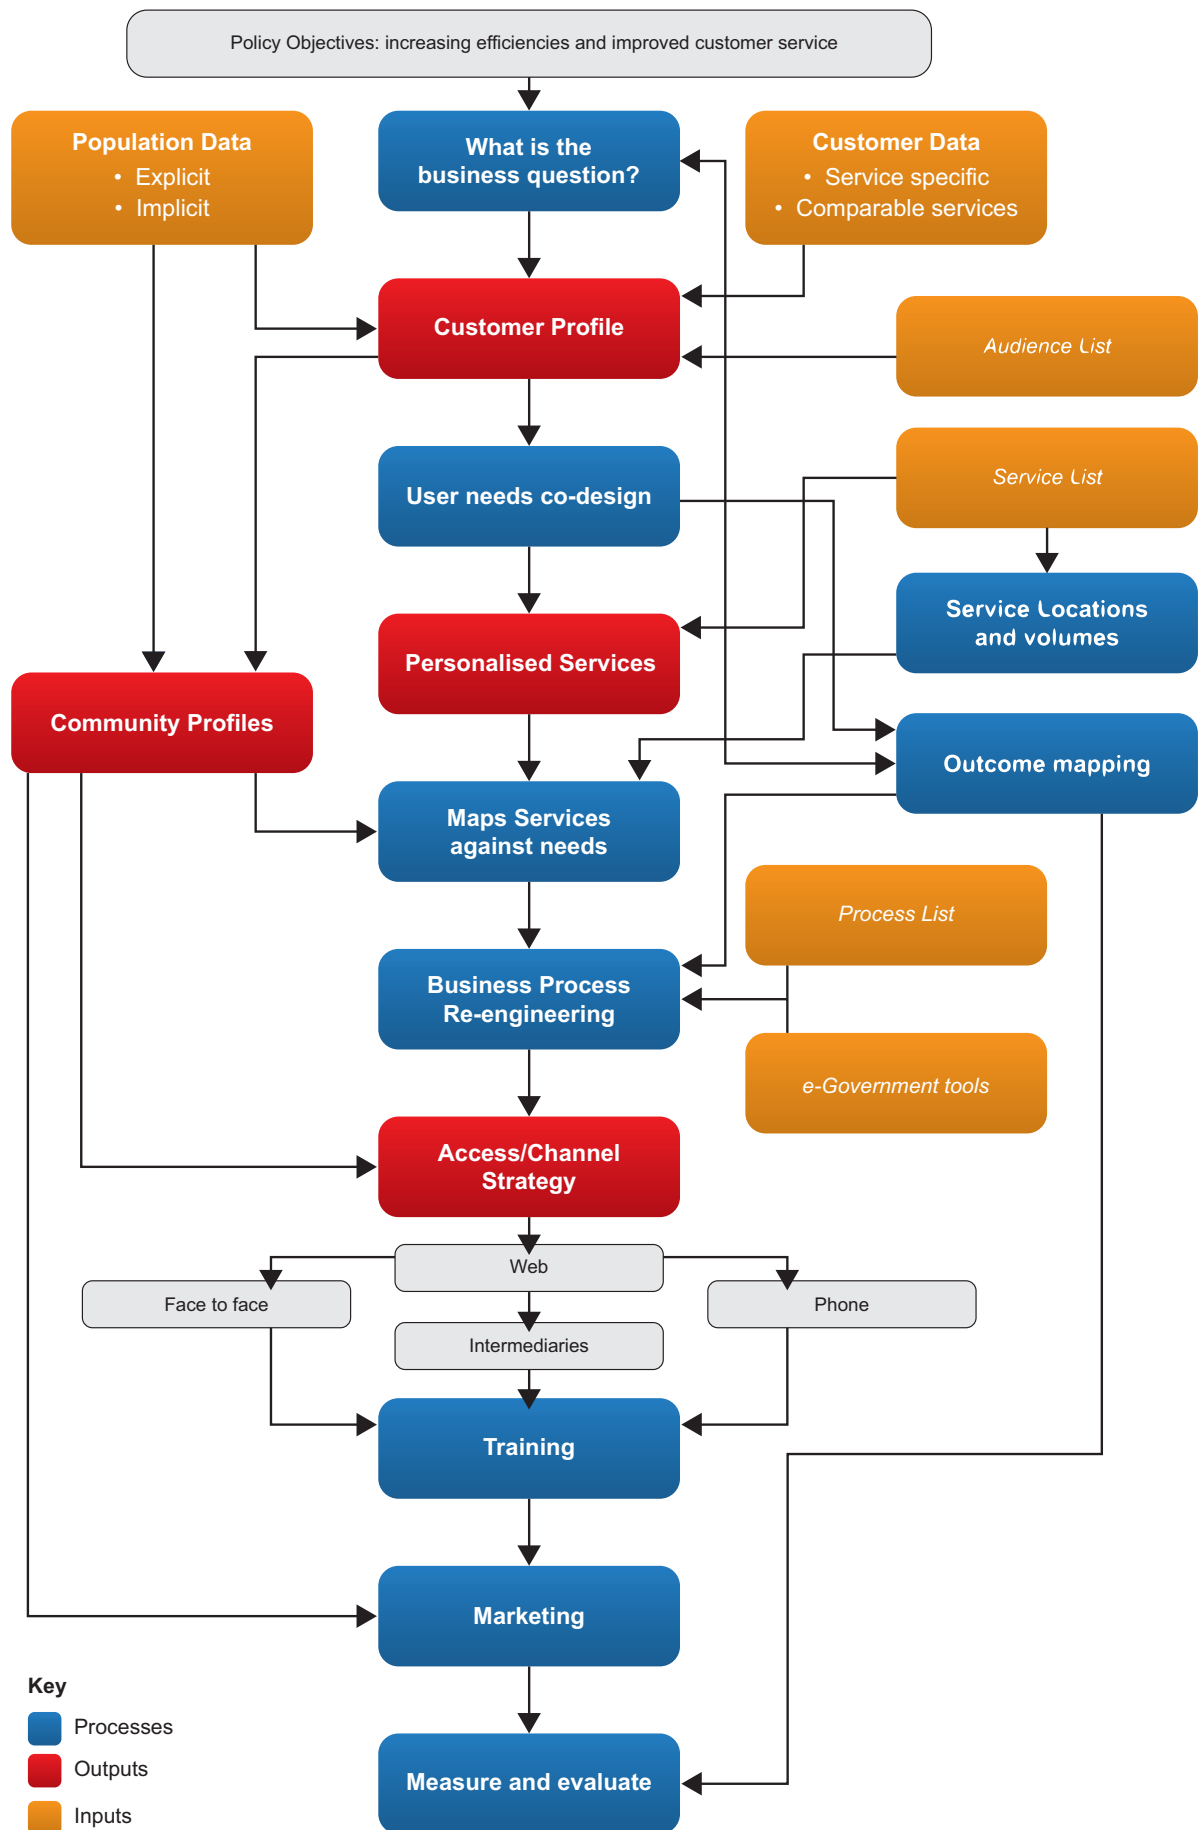 Policy Objectives: increasing efficiencies and improved customer service
Population Data
• Explicit
• Implicit
What is the
business question?
Customer Data
• Service specific
• Comparable services
Customer Profile
Audience List
User needs co-design
Service List
Service Locations
and volumes
Personalised Services
Community Profiles
Outcome mapping
Maps Services
against needs
Process List
Business Process
Re-engineering
e-Government tools
Access/Channel
Strategy
Web
Face to face
Phone
Intermediaries
Training
Marketing
Key
Processes
Outputs
Inputs
Measure and evaluate